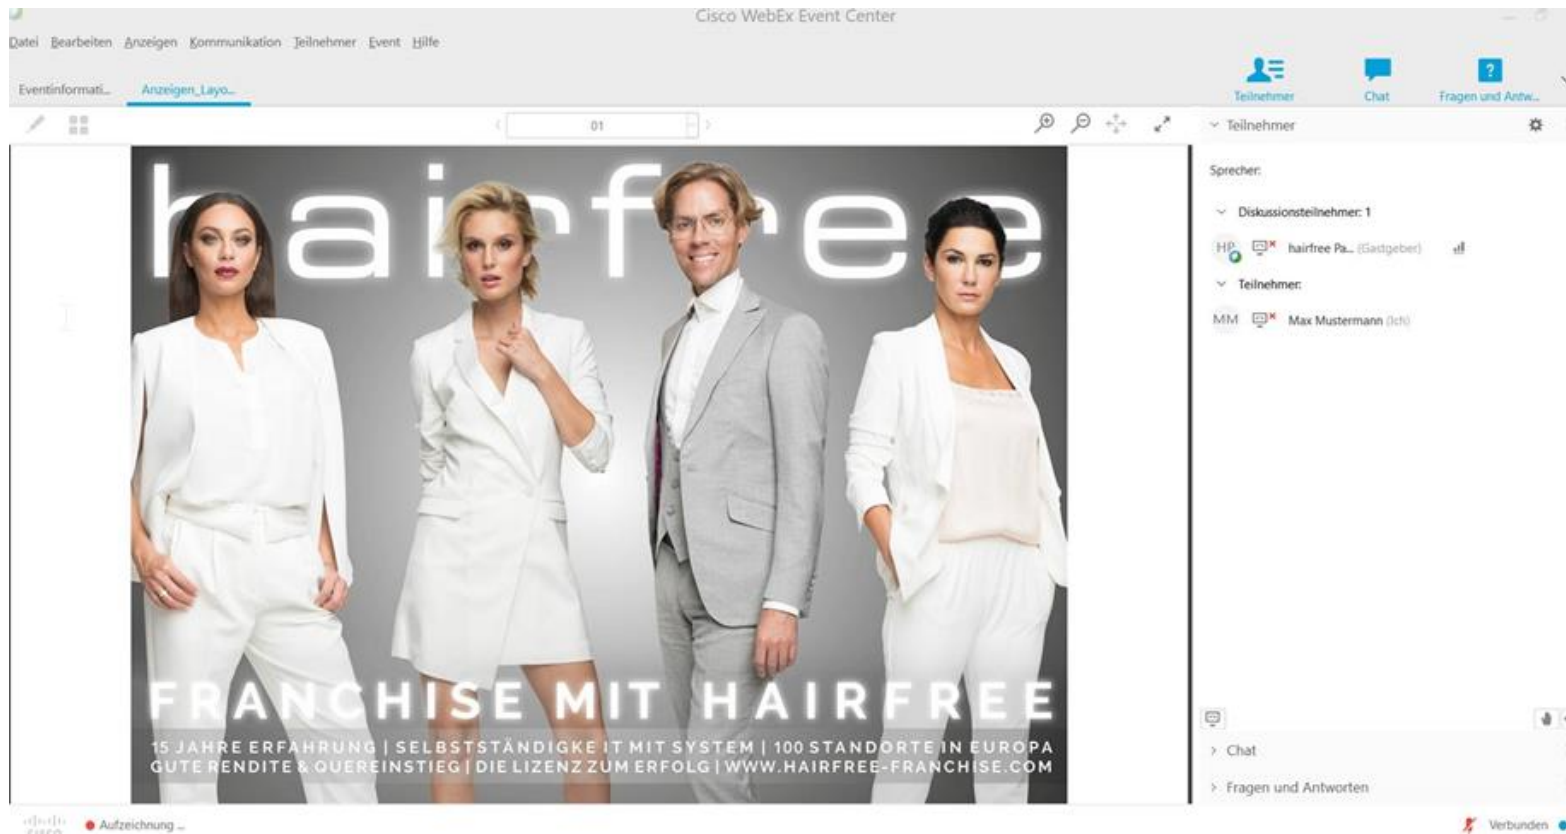 Cisco WebEx Event Center
Datei Bearbeiten Anzeigen Kommunikation Teilnehmer Event Hilfe
Teilnehmer Chat Fragen und Antw...
Eventinformati... Anzeigen_Layo...
01
Teilnehmer
Sprecher:
Diskussionsteilnehmer: 1
HP hairfree Pa... (Gastgeber)
Teilnehmer:
MM Max Mustermann (Ich)
hairfree
FRANCHISE MIT HAIRFREE
15 JAHRE ERFAHRUNG | SELBSTSTÄNDIGKE IT MIT SYSTEM | 100 STANDORTE IN EUROPA
GUTE RENDITE & QUEREINSTIEG | DIE LIZENZ ZUM ERFOLG | WWW.HAIRFREE-FRANCHISE.COM
Chat
Fragen und Antworten
CISCO
Aufzeichnung ...
Verbunden